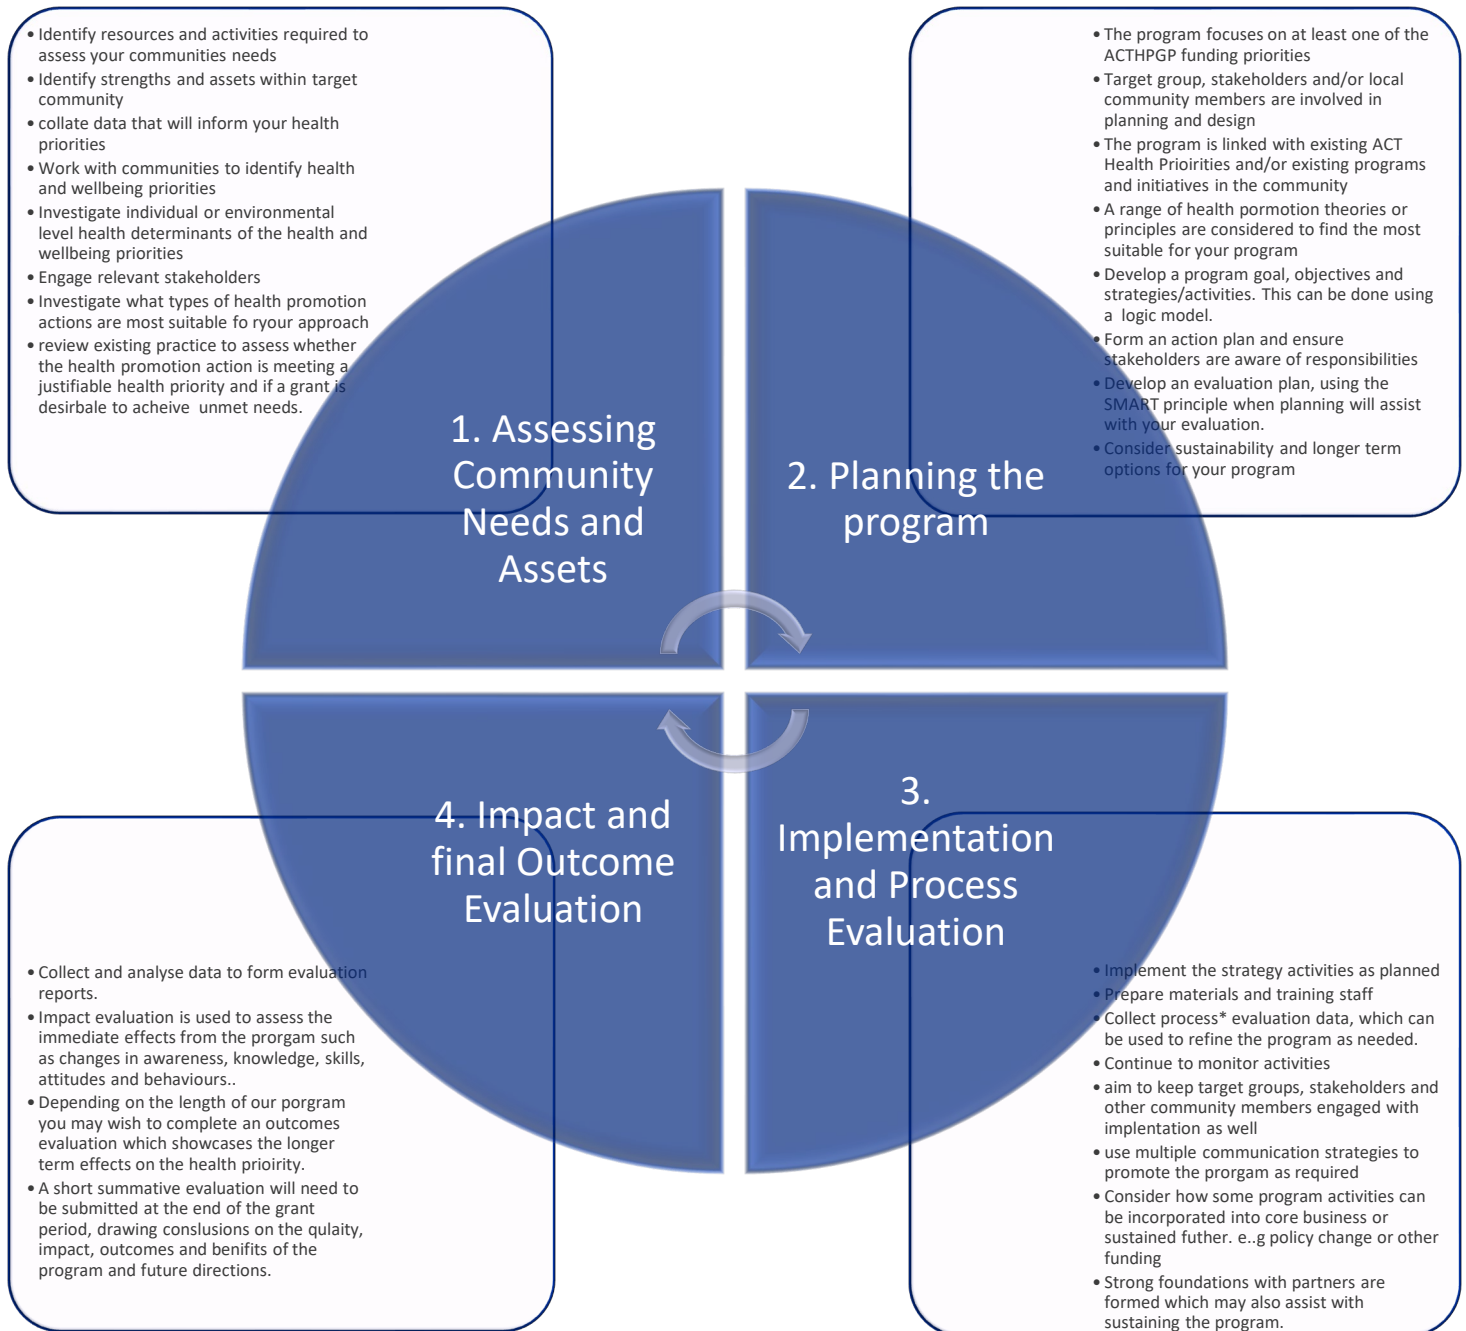 • Identify resources and activities required to
assess your communities needs
• Identify strengths and assets within target
community
• collate data that will inform your health
priorities
• Work with communities to identify health
and wellbeing priorities
• Investigate individual or environmental
level health determinants of the health and
wellbeing priorities
• Engage relevant stakeholders
• Investigate what types of health promotion
actions are most suitable fo ryour approach
• review existing practice to assess whether
the health promotion action is meeting a
justifiable health priority and if a grant is
desirbale to acheive unmet needs.
• The program focuses on at least one of the
ACTHPGP funding priorities
• Target group, stakeholders and/or local
community members are involved in
planning and design
• The program is linked with existing ACT
Health Prioirities and/or existing programs
and initiatives in the community
• A range of health pormotion theories or
principles are considered to find the most
suitable for your program
• Develop a program goal, objectives and
strategies/activities. This can be done using
a logic model.
• Form an action plan and ensure
stakeholders are aware of responsibilities
• Develop an evaluation plan, using the
SMART principle when planning will assist
with your evaluation.
• Consider sustainability and longer term
options for your program
1. Assessing
Community
Needs and
Assets
2. Planning the
program
4. Impact and
final Outcome
Evaluation
3.
Implementation
and Process
Evaluation
• Collect and analyse data to form evaluation
reports.
• Impact evaluation is used to assess the
immediate effects from the prorgam such
as changes in awareness, knowledge, skills,
attitudes and behaviours..
• Depending on the length of our porgram
you may wish to complete an outcomes
evaluation which showcases the longer
term effects on the health prioirity.
• A short summative evaluation will need to
be submitted at the end of the grant
period, drawing conslusions on the qulaity,
impact, outcomes and benifits of the
program and future directions.
• Implement the strategy activities as planned
• Prepare materials and training staff
• Collect process* evaluation data, which can
be used to refine the program as needed.
• Continue to monitor activities
• aim to keep target groups, stakeholders and
other community members engaged with
implentation as well
• use multiple communication strategies to
promote the prorgam as required
• Consider how some program activities can
be incorporated into core business or
sustained futher. e..g policy change or other
funding
• Strong foundations with partners are
formed which may also assist with
sustaining the program.